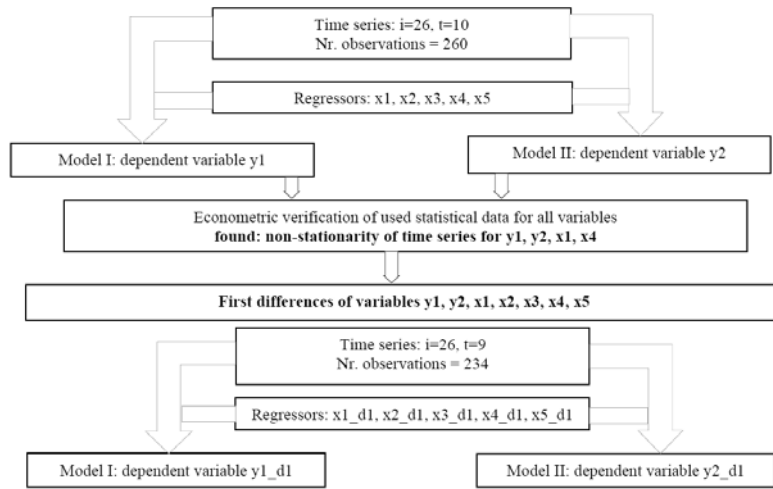 Time series: i=26, t=10
Nr. observations = 260
Regressors: x1, x2, x3, x4, x5
Model I: dependent variable y1
Model II: dependent variable y2
Econometric verification of used statistical data for all variables
found: non-stationarity of time series for y1, y2, x1, x4
First differences of variables y1, y2, x1, x2, x3, x4, x5
Time series: i=26, t=9
Nr. observations = 234
Regressors: x1_d1, x2_d1, x3_d1, x4_d1, x5_d1
Model I: dependent variable y1_d1
Model II: dependent variable y2_d1